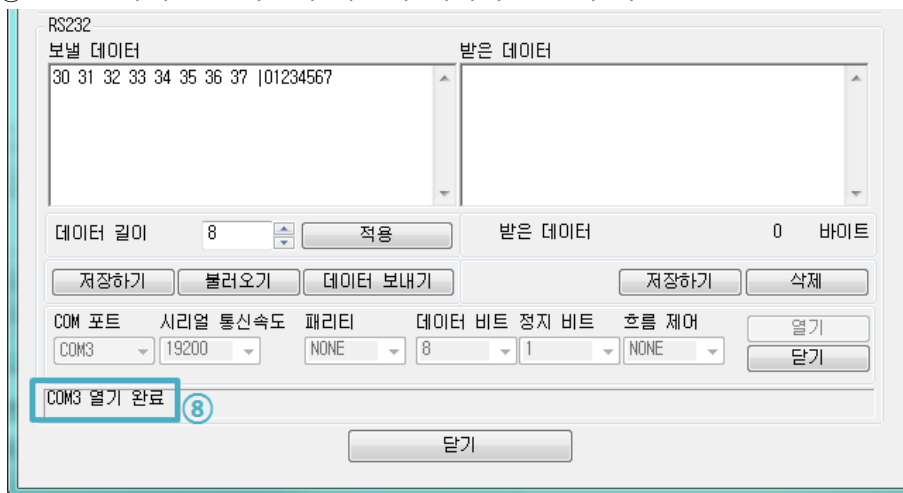 RS232
보낼 데이터 받은 데이터
30 31 32 33 34 35 36 37 |01234567
데이터 길이 8 적용 받은 데이터 0 바이트
저장하기 불러오기 데이터 보내기 저장하기 삭제
COM 포트 시리얼 통신속도 패리티 데이터 비트 정지 비트 흐름 제어 열기
COM3 19200 NONE 8 1 NONE 닫기
COM3 열기 완료 ⑧
닫기